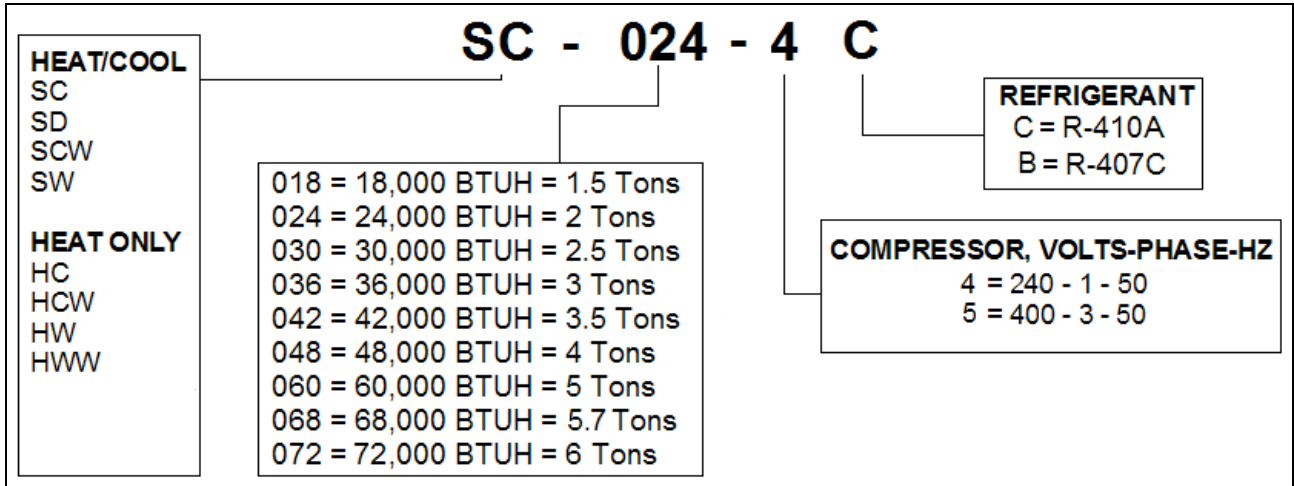 SC - 024 - 4 C
HEAT/COOL
SC
SD
SCW
SW
HEAT ONLY
HC
HCW
HW
HWW
018 = 18,000 BTUH = 1.5 Tons
024 = 24,000 BTUH = 2 Tons
030 = 30,000 BTUH = 2.5 Tons
036 = 36,000 BTUH = 3 Tons
042 = 42,000 BTUH = 3.5 Tons
048 = 48,000 BTUH = 4 Tons
060 = 60,000 BTUH = 5 Tons
068 = 68,000 BTUH = 5.7 Tons
072 = 72,000 BTUH = 6 Tons
REFRIGERANT
C = R-410A
B = R-407C
COMPRESSOR, VOLTS-PHASE-HZ
4 = 240 - 1 - 50
5 = 400 - 3 - 50